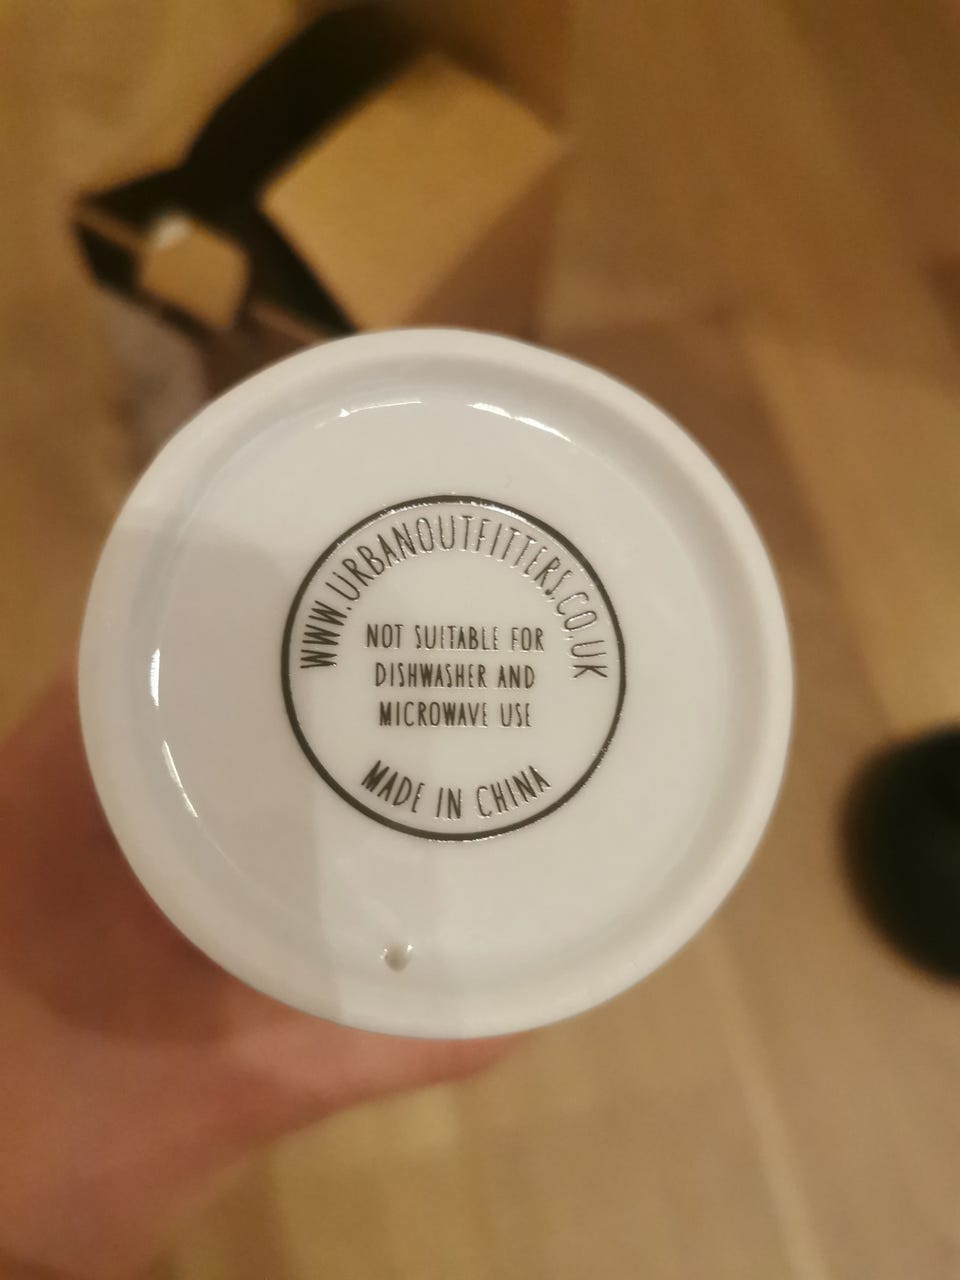 WWW.URBANOUTFITTERS.CO.UK
NOT SUITABLE FOR
DISHWASHER AND
MICROWAVE USE
MADE IN CHINA